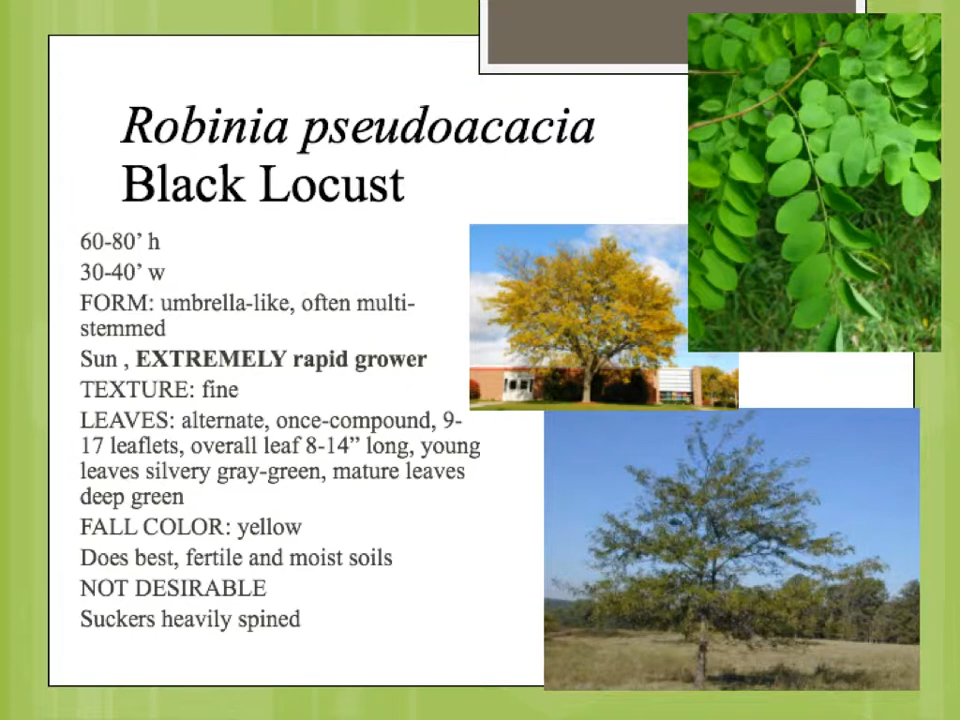 Robinia pseudoacacia
Black Locust
60-80’ h
30-40’ w
FORM: umbrella-like, often multi-
stemmed
Sun , EXTREMELY rapid grower
TEXTURE: fine
LEAVES: alternate, once-compound, 9-
17 leaflets, overall leaf 8-14” long, young
leaves silvery gray-green, mature leaves
deep green
FALL COLOR: yellow
Does best, fertile and moist soils
NOT DESIRABLE
Suckers heavily spined